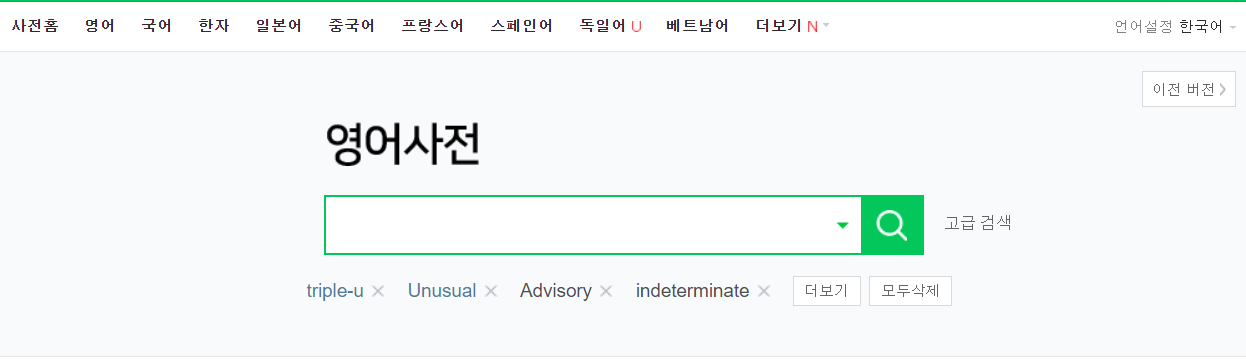 사전홈 영어 국어 한자 일본어 중국어 프랑스어 스페인어 독일어 U 베트남어 더보기 N 언어설정 한국어
이전 버전
영어사전
고급 검색
triple-u Unusual Advisory indeterminate 더보기 모두삭제